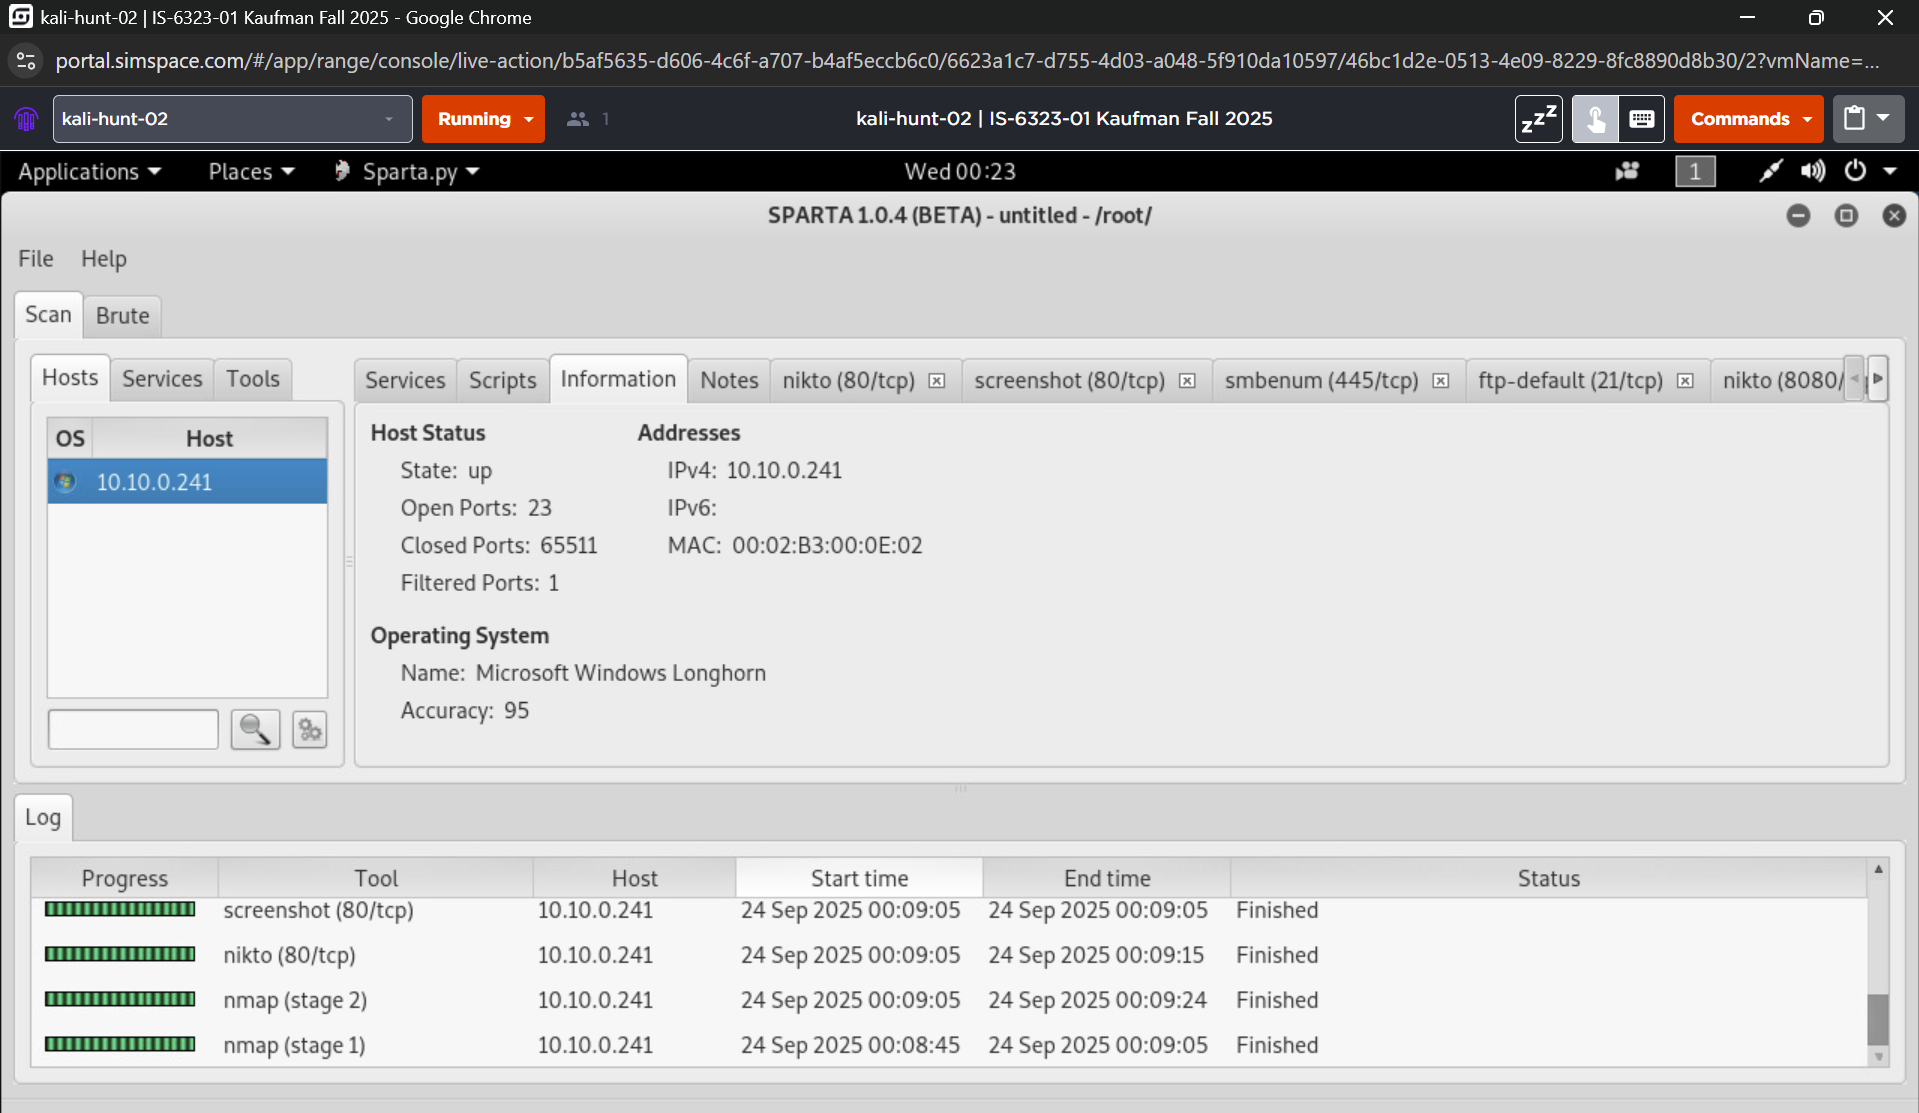 kali-hunt-02 | IS-6323-01 Kaufman Fall 2025 - Google Chrome
portal.simspace.com/#/app/range/console/live-action/b5af5635-d606-4c6f-a707-b4af5eccb6c0/6623a1c7-d755-4d03-a048-5f910da10597/46bc1d2e-0513-4e09-8229-8fc8890d8b30/2?vmName=...
kali-hunt-02 Running 1 kali-hunt-02 | IS-6323-01 Kaufman Fall 2025 zzZ Commands
Applications Places Sparta.py Wed 00:23 1
SPARTA 1.0.4 (BETA) - untitled - /root/
File Help
Scan Brute
Hosts Services Tools
Services Scripts Information Notes nikto (80/tcp) screenshot (80/tcp) smbenum (445/tcp) ftp-default (21/tcp) nikto (8080/
OS Host
10.10.0.241
Host Status
State: up
Open Ports: 23
Closed Ports: 65511
Filtered Ports: 1
Addresses
IPv4: 10.10.0.241
IPv6:
MAC: 00:02:B3:00:0E:02
Operating System
Name: Microsoft Windows Longhorn
Accuracy: 95
Log
Progress Tool Host Start time End time Status
screenshot (80/tcp) 10.10.0.241 24 Sep 2025 00:09:05 24 Sep 2025 00:09:05 Finished
nikto (80/tcp) 10.10.0.241 24 Sep 2025 00:09:05 24 Sep 2025 00:09:15 Finished
nmap (stage 2) 10.10.0.241 24 Sep 2025 00:09:05 24 Sep 2025 00:09:24 Finished
nmap (stage 1) 10.10.0.241 24 Sep 2025 00:08:45 24 Sep 2025 00:09:05 Finished